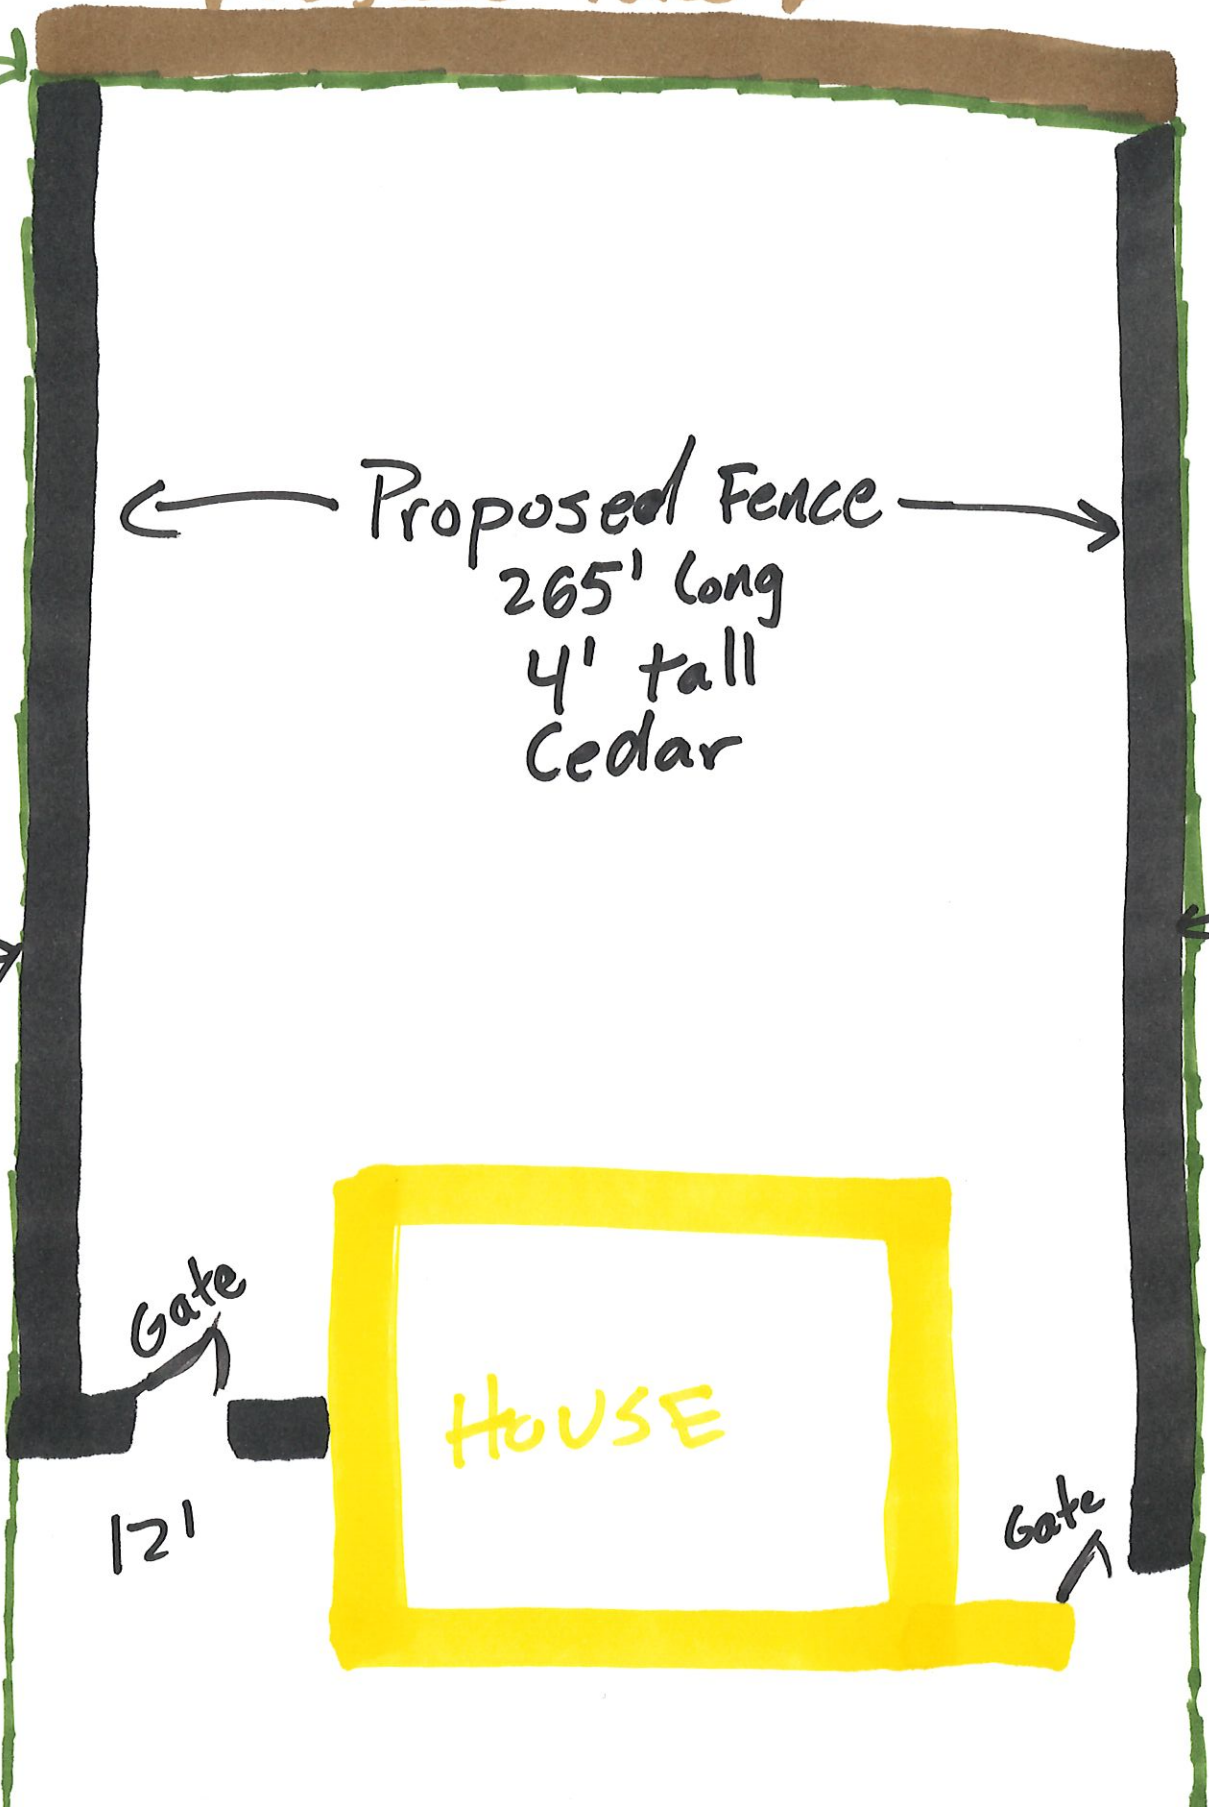 Proposed Fence
265' long
4' tall
Cedar
Gate
HOUSE
Gate
12'